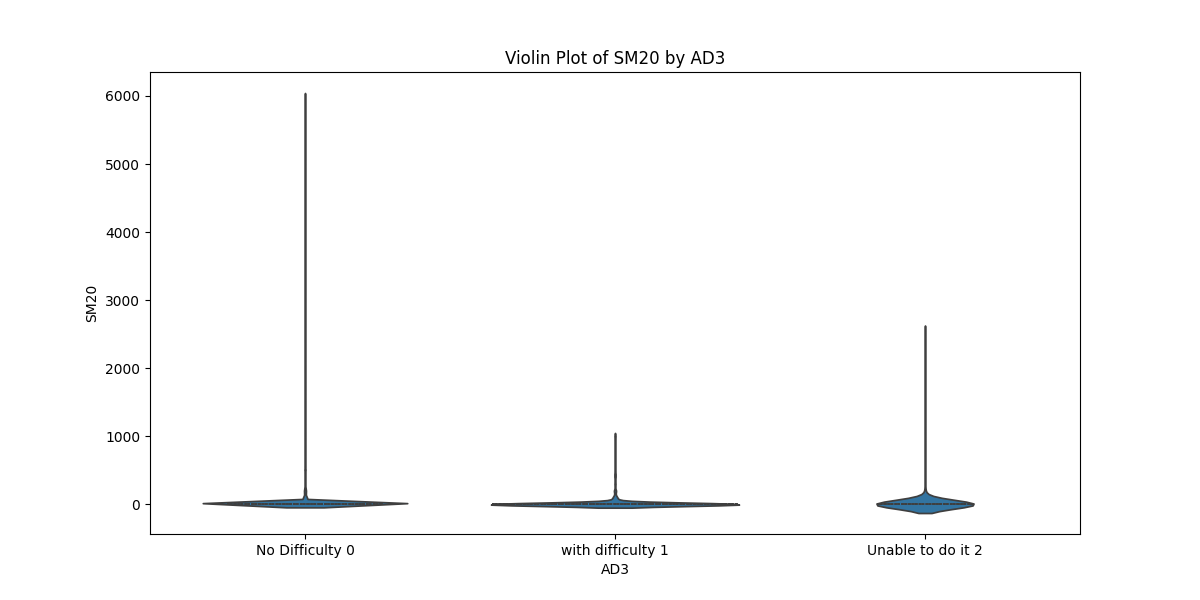 Violin Plot of SM20 by AD3
6000
5000
4000
3000
2000
1000
0
SM20
No Difficulty 0
with difficulty 1
Unable to do it 2
AD3